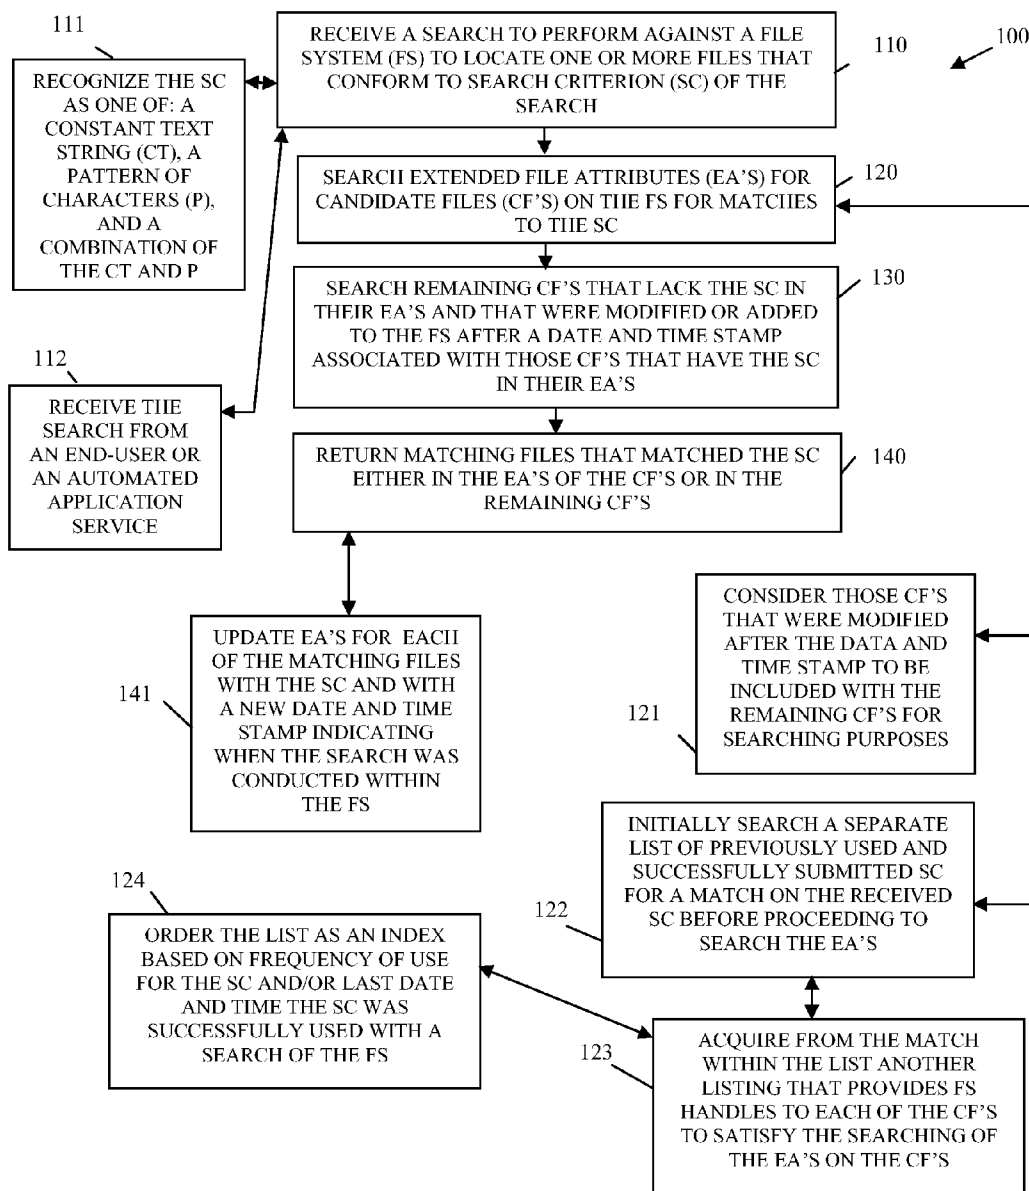 111
RECOGNIZE THE SC
AS ONE OF: A
CONSTANT TEXT
STRING (CT), A
PATTERN OF
CHARACTERS (P),
AND A
COMBINATION OF
THE CT AND P
RECEIVE A SEARCH TO PERFORM AGAINST A FILE
SYSTEM (FS) TO LOCATE ONE OR MORE FILES THAT
CONFORM TO SEARCH CRITERION (SC) OF THE
SEARCH
110
100
SEARCH EXTENDED FILE ATTRIBUTES (EA'S) FOR
CANDIDATE FILES (CF'S) ON THE FS FOR MATCHES
TO THE SC
120
SEARCH REMAINING CF'S THAT LACK THE SC IN
THEIR EA'S AND THAT WERE MODIFIED OR ADDED
TO THE FS AFTER A DATE AND TIME STAMP
ASSOCIATED WITH THOSE CF'S THAT HAVE THE SC
IN THEIR EA'S
130
112
RECEIVE THE
SEARCH FROM
AN END-USER OR
AN AUTOMATED
APPLICATION
SERVICE
RETURN MATCHING FILES THAT MATCHED THE SC
EITHER IN THE EA'S OF THE CF'S OR IN THE
REMAINING CF'S
140
UPDATE EA'S FOR EACH
OF THE MATCHING FILES
WITH THE SC AND WITH
A NEW DATE AND TIME
STAMP INDICATING
WHEN THE SEARCH WAS
CONDUCTED WITHIN
THE FS
141
CONSIDER THOSE CF'S
THAT WERE MODIFIED
AFTER THE DATA AND
TIME STAMP TO BE
INCLUDED WITH THE
REMAINING CF'S FOR
SEARCHING PURPOSES
121
INITIALLY SEARCH A SEPARATE
LIST OF PREVIOUSLY USED AND
SUCCESSFULLY SUBMITTED SC
FOR A MATCH ON THE RECEIVED
SC BEFORE PROCEEDING TO
SEARCH THE EA'S
122
124
ORDER THE LIST AS AN INDEX
BASED ON FREQUENCY OF USE
FOR THE SC AND/OR LAST DATE
AND TIME THE SC WAS
SUCCESSFULLY USED WITH A
SEARCH OF THE FS
123
ACQUIRE FROM THE MATCH
WITHIN THE LIST ANOTHER
LISTING THAT PROVIDES FS
HANDLES TO EACH OF THE CF'S
TO SATISFY THE SEARCHING OF
THE EA'S ON THE CF'S